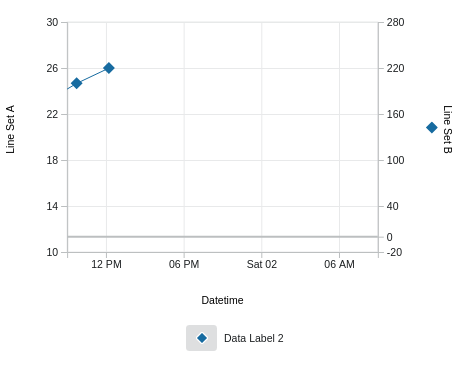 30
26
22
18
14
10
Line Set A
280
220
160
100
40
0
-20
Line Set B
12 PM
06 PM
Sat 02
06 AM
Datetime
Data Label 2